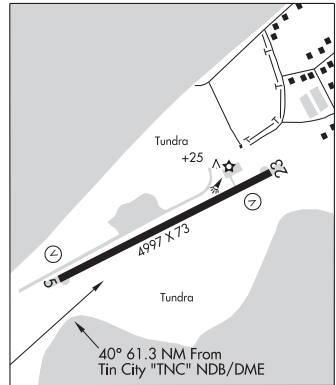 Tundra
+25
23
4997 X 73
5
Tundra
40° 61.3 NM From
Tin City "TNC" NDB/DME